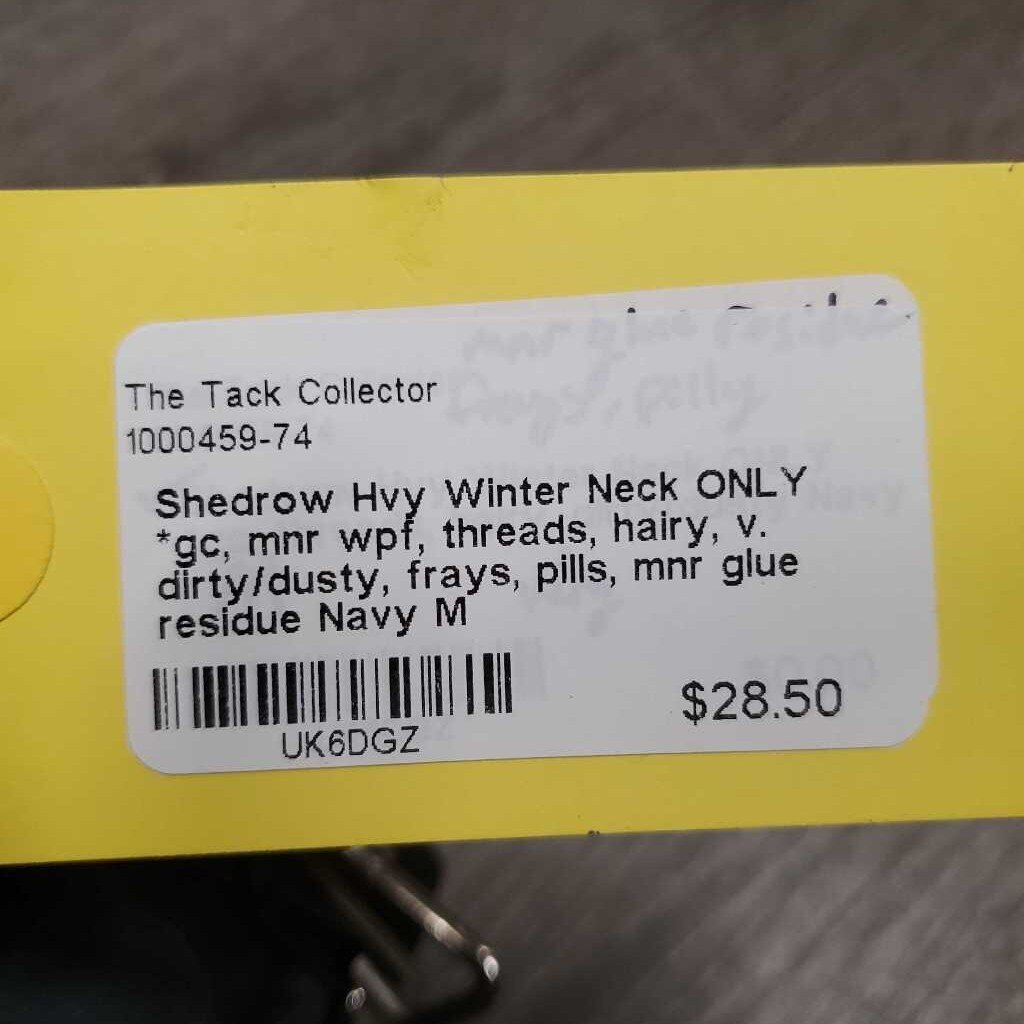 The Tack Collector
1000459-74
Shedrow Hvy Winter Neck ONLY
*gc, mnr wpf, threads, hairy, v.
dirty/dusty, frays, pills, mnr glue
residue Navy M
$28.50
UK6DGZ